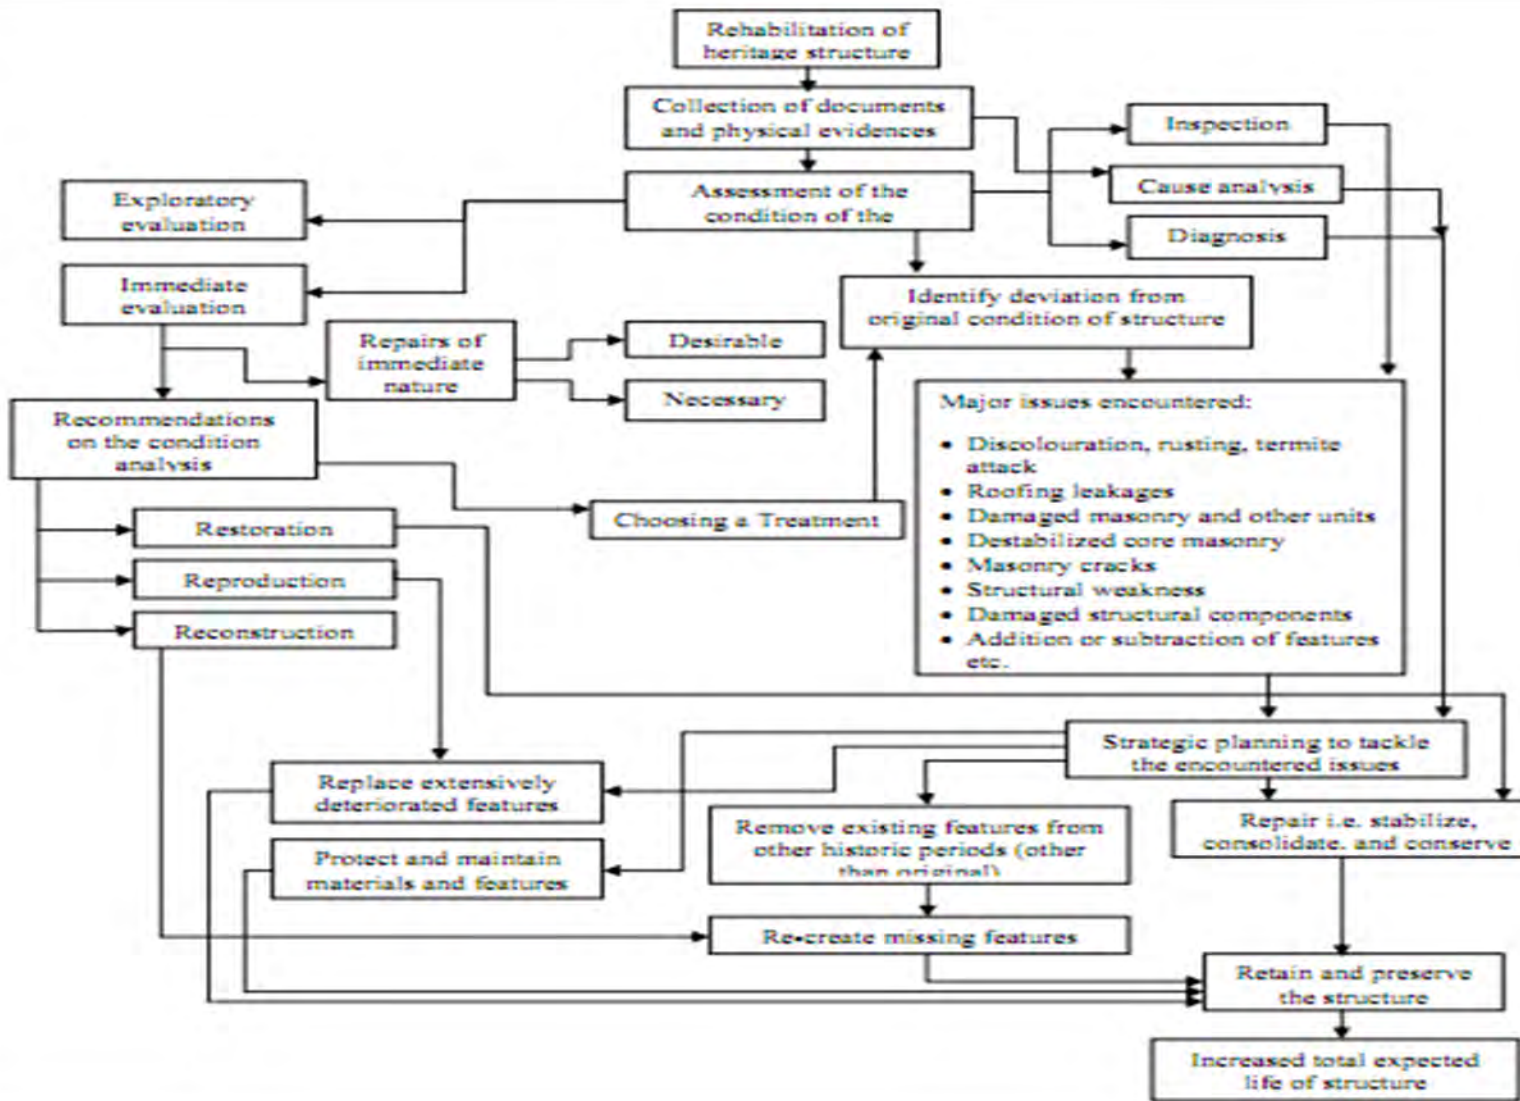 Rehabilitation of
heritage structure
Collection of documents
and physical evidences
Inspection
Assessment of the
condition of the
Cause analysis
Diagnosis
Exploratory
evaluation
Immediate
evaluation
Identify deviation from
original condition of structure
Repairs of
immediate
nature
Desirable
Necessary
Recommendations
on the condition
analysis
Major issues encountered:
• Discolouration, rusting, termite
attack
• Roofing leakages
• Damaged masonry and other units
• Destabilized core masonry
• Masonry cracks
• Structural weakness
• Damaged structural components
• Addition or subtraction of features
etc.
Choosing a Treatment
Restoration
Reproduction
Reconstruction
Strategic planning to tackle
the encountered issues
Replace extensively
deteriorated features
Remove existing features from
other historic periods (other
than original)
Repair i.e. stabilize,
consolidate, and conserve
Protect and maintain
materials and features
Re-create missing features
Retain and preserve
the structure
Increased total expected
life of structure